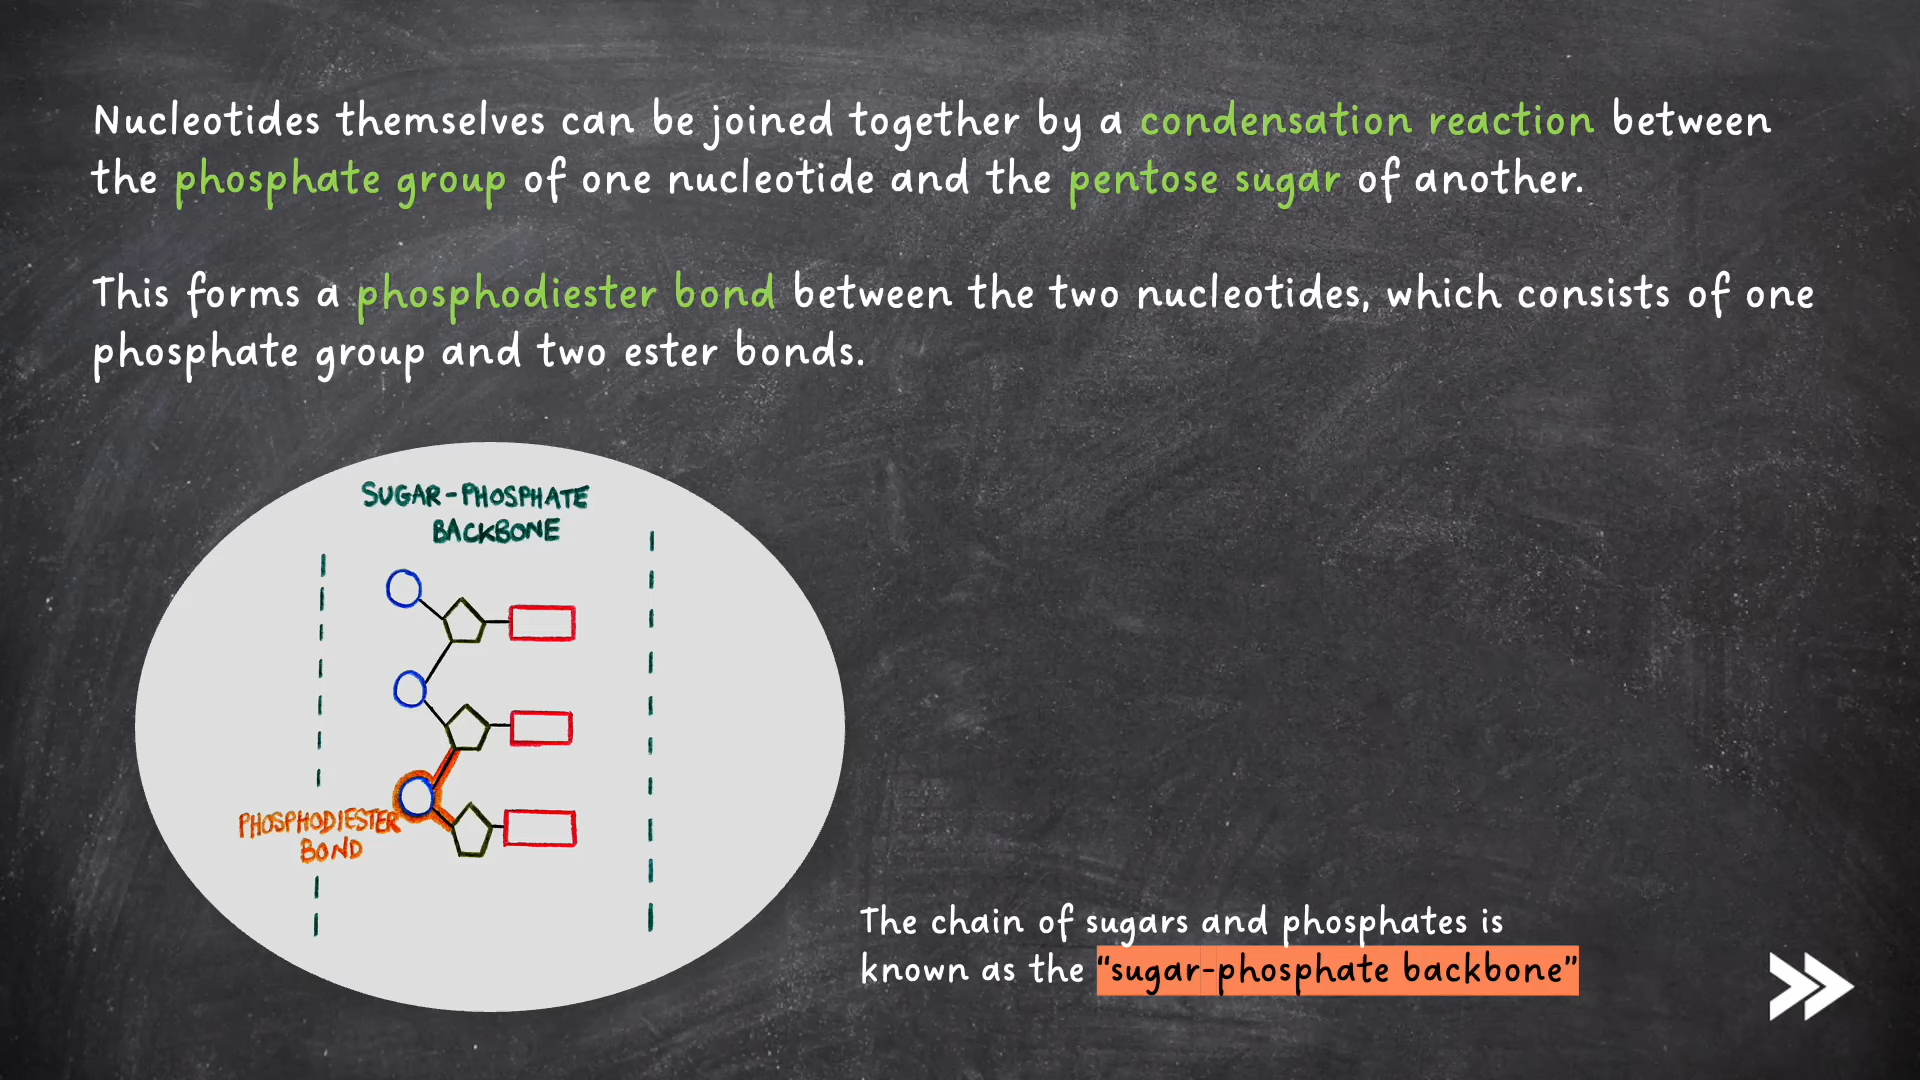 Nucleotides themselves can be joined together by a condensation reaction between
the phosphate group of one nucleotide and the pentose sugar of another.
This forms a phosphodiester bond between the two nucleotides, which consists of one
phosphate group and two ester bonds.
SUGAR-PHOSPHATE
BACKBONE
PHOSPHODIESTER
BOND
The chain of sugars and phosphates is
known as the “sugar-phosphate backbone”